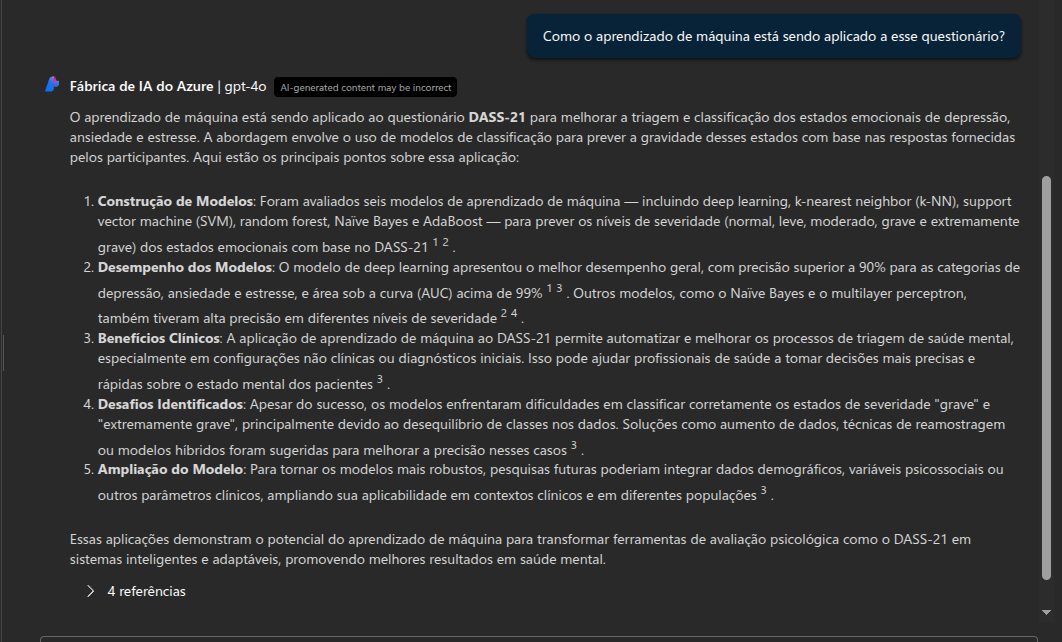 Como o aprendizado de máquina está sendo aplicado a esse questionário?
Fábrica de IA do Azure | gpt-4o AI-generated content may be incorrect
O aprendizado de máquina está sendo aplicado ao questionário DASS-21 para melhorar a triagem e classificação dos estados emocionais de depressão,
ansiedade e estresse. A abordagem envolve o uso de modelos de classificação para prever a gravidade desses estados com base nas respostas fornecidas
pelos participantes. Aqui estão os principais pontos sobre essa aplicação:
1. Construção de Modelos: Foram avaliados seis modelos de aprendizado de máquina — incluindo deep learning, k-nearest neighbor (k-NN), support
vector machine (SVM), random forest, Naïve Bayes e AdaBoost — para prever os níveis de severidade (normal, leve, moderado, grave e extremamente
grave) dos estados emocionais com base no DASS-21 1 2 .
2. Desempenho dos Modelos: O modelo de deep learning apresentou o melhor desempenho geral, com precisão superior a 90% para as categorias de
depressão, ansiedade e estresse, e área sob a curva (AUC) acima de 99% 1 3 . Outros modelos, como o Naïve Bayes e o multilayer perceptron,
também tiveram alta precisão em diferentes níveis de severidade 2 4 .
3. Benefícios Clínicos: A aplicação de aprendizado de máquina ao DASS-21 permite automatizar e melhorar os processos de triagem de saúde mental,
especialmente em configurações não clínicas ou diagnósticos iniciais. Isso pode ajudar profissionais de saúde a tomar decisões mais precisas e
rápidas sobre o estado mental dos pacientes 3 .
4. Desafios Identificados: Apesar do sucesso, os modelos enfrentaram dificuldades em classificar corretamente os estados de severidade "grave" e
"extremamente grave", principalmente devido ao desequilíbrio de classes nos dados. Soluções como aumento de dados, técnicas de reamostragem
ou modelos híbridos foram sugeridas para melhorar a precisão nesses casos 3 .
5. Ampliação do Modelo: Para tornar os modelos mais robustos, pesquisas futuras poderiam integrar dados demográficos, variáveis psicossociais ou
outros parâmetros clínicos, ampliando sua aplicabilidade em contextos clínicos e em diferentes populações 3 .
Essas aplicações demonstram o potencial do aprendizado de máquina para transformar ferramentas de avaliação psicológica como o DASS-21 em
sistemas inteligentes e adaptáveis, promovendo melhores resultados em saúde mental.
4 referências